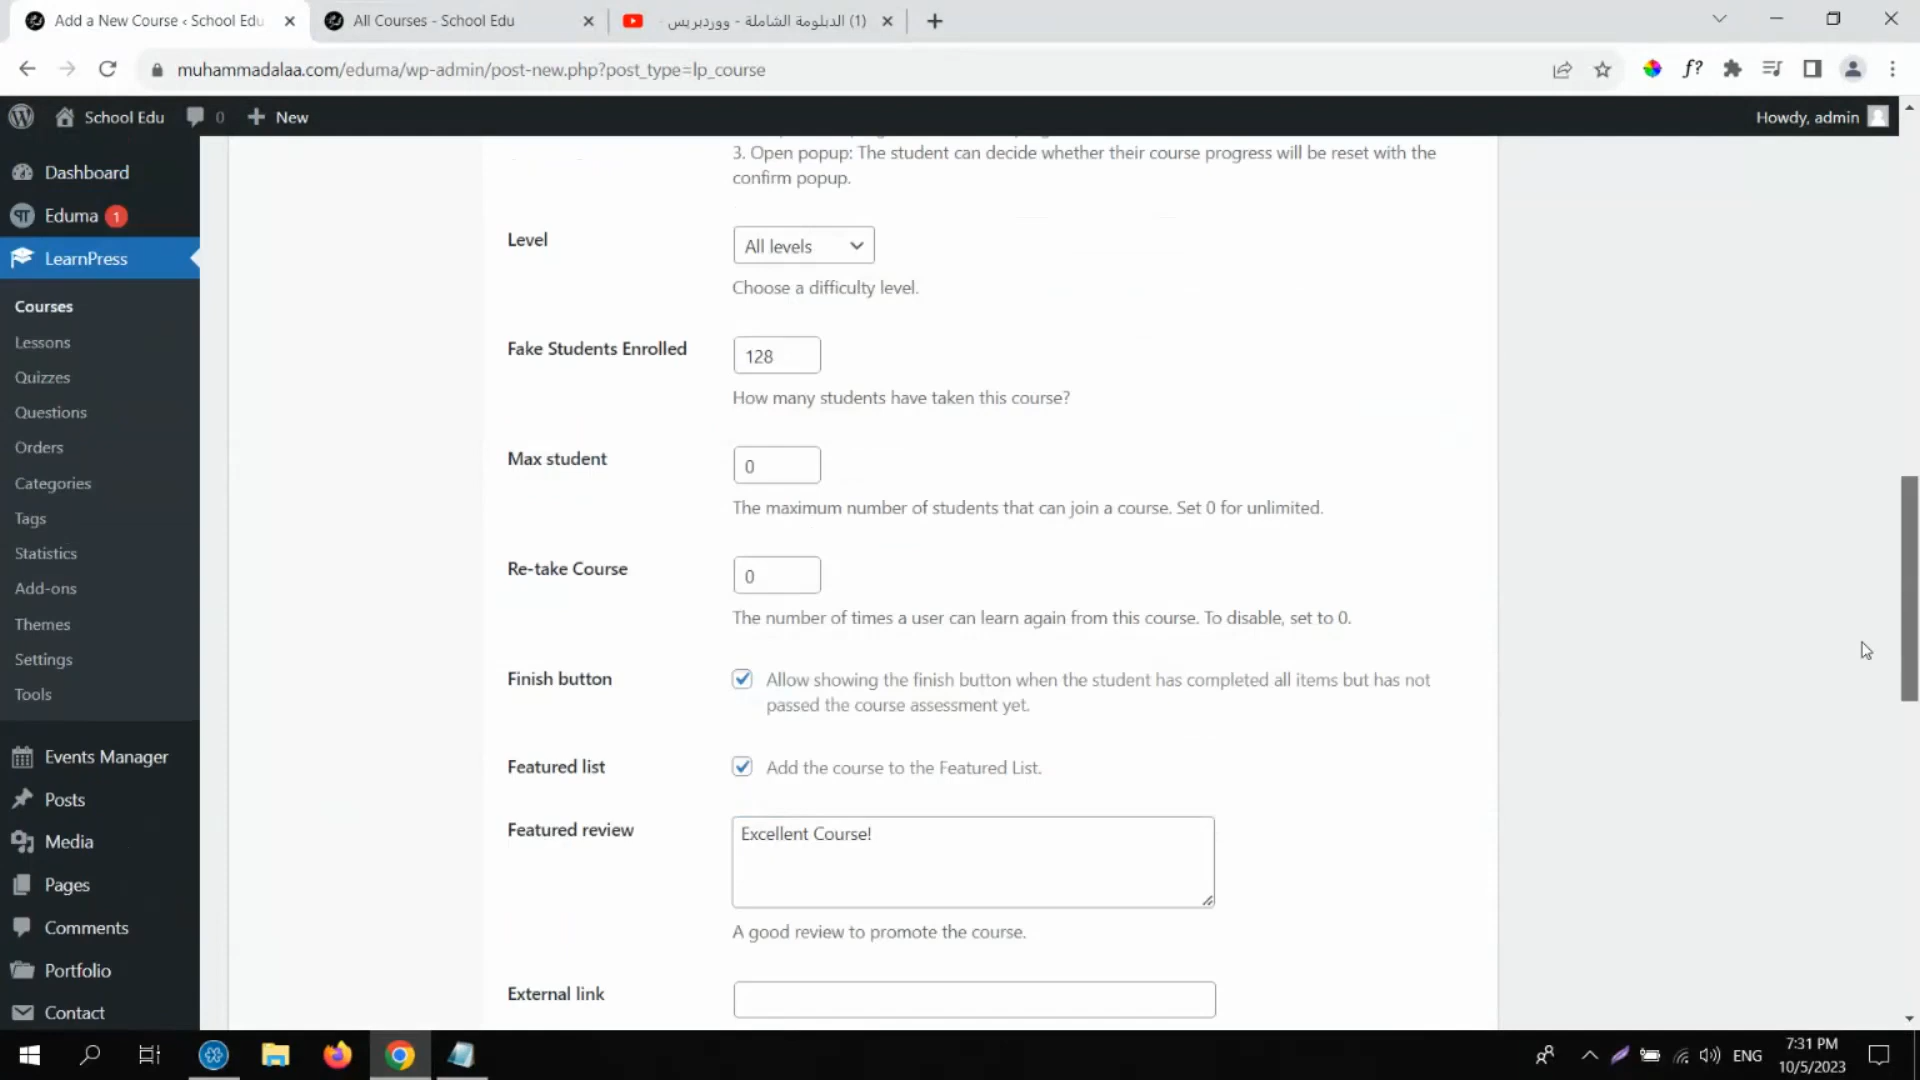 Add a New Course ‹ School Edu
All Courses - School Edu
(1) الدبلومة الشاملة - ووردبريس -
muhammadalaa.com/eduma/wp-admin/post-new.php?post_type=lp_course
f?
School Edu
0
New
Howdy, admin
Dashboard
Eduma 1
LearnPress
Courses
Lessons
Quizzes
Questions
Orders
Categories
Tags
Statistics
Add-ons
Themes
Settings
Tools
Events Manager
Posts
Media
Pages
Comments
Portfolio
Contact
3. Open popup: The student can decide whether their course progress will be reset with the
confirm popup.
Level
All levels
Choose a difficulty level.
Fake Students Enrolled
128
How many students have taken this course?
Max student
0
The maximum number of students that can join a course. Set 0 for unlimited.
Re-take Course
0
The number of times a user can learn again from this course. To disable, set to 0.
Finish button
Allow showing the finish button when the student has completed all items but has not
passed the course assessment yet.
Featured list
Add the course to the Featured List.
Featured review
Excellent Course!
A good review to promote the course.
External link
ENG
7:31 PM
10/5/2023